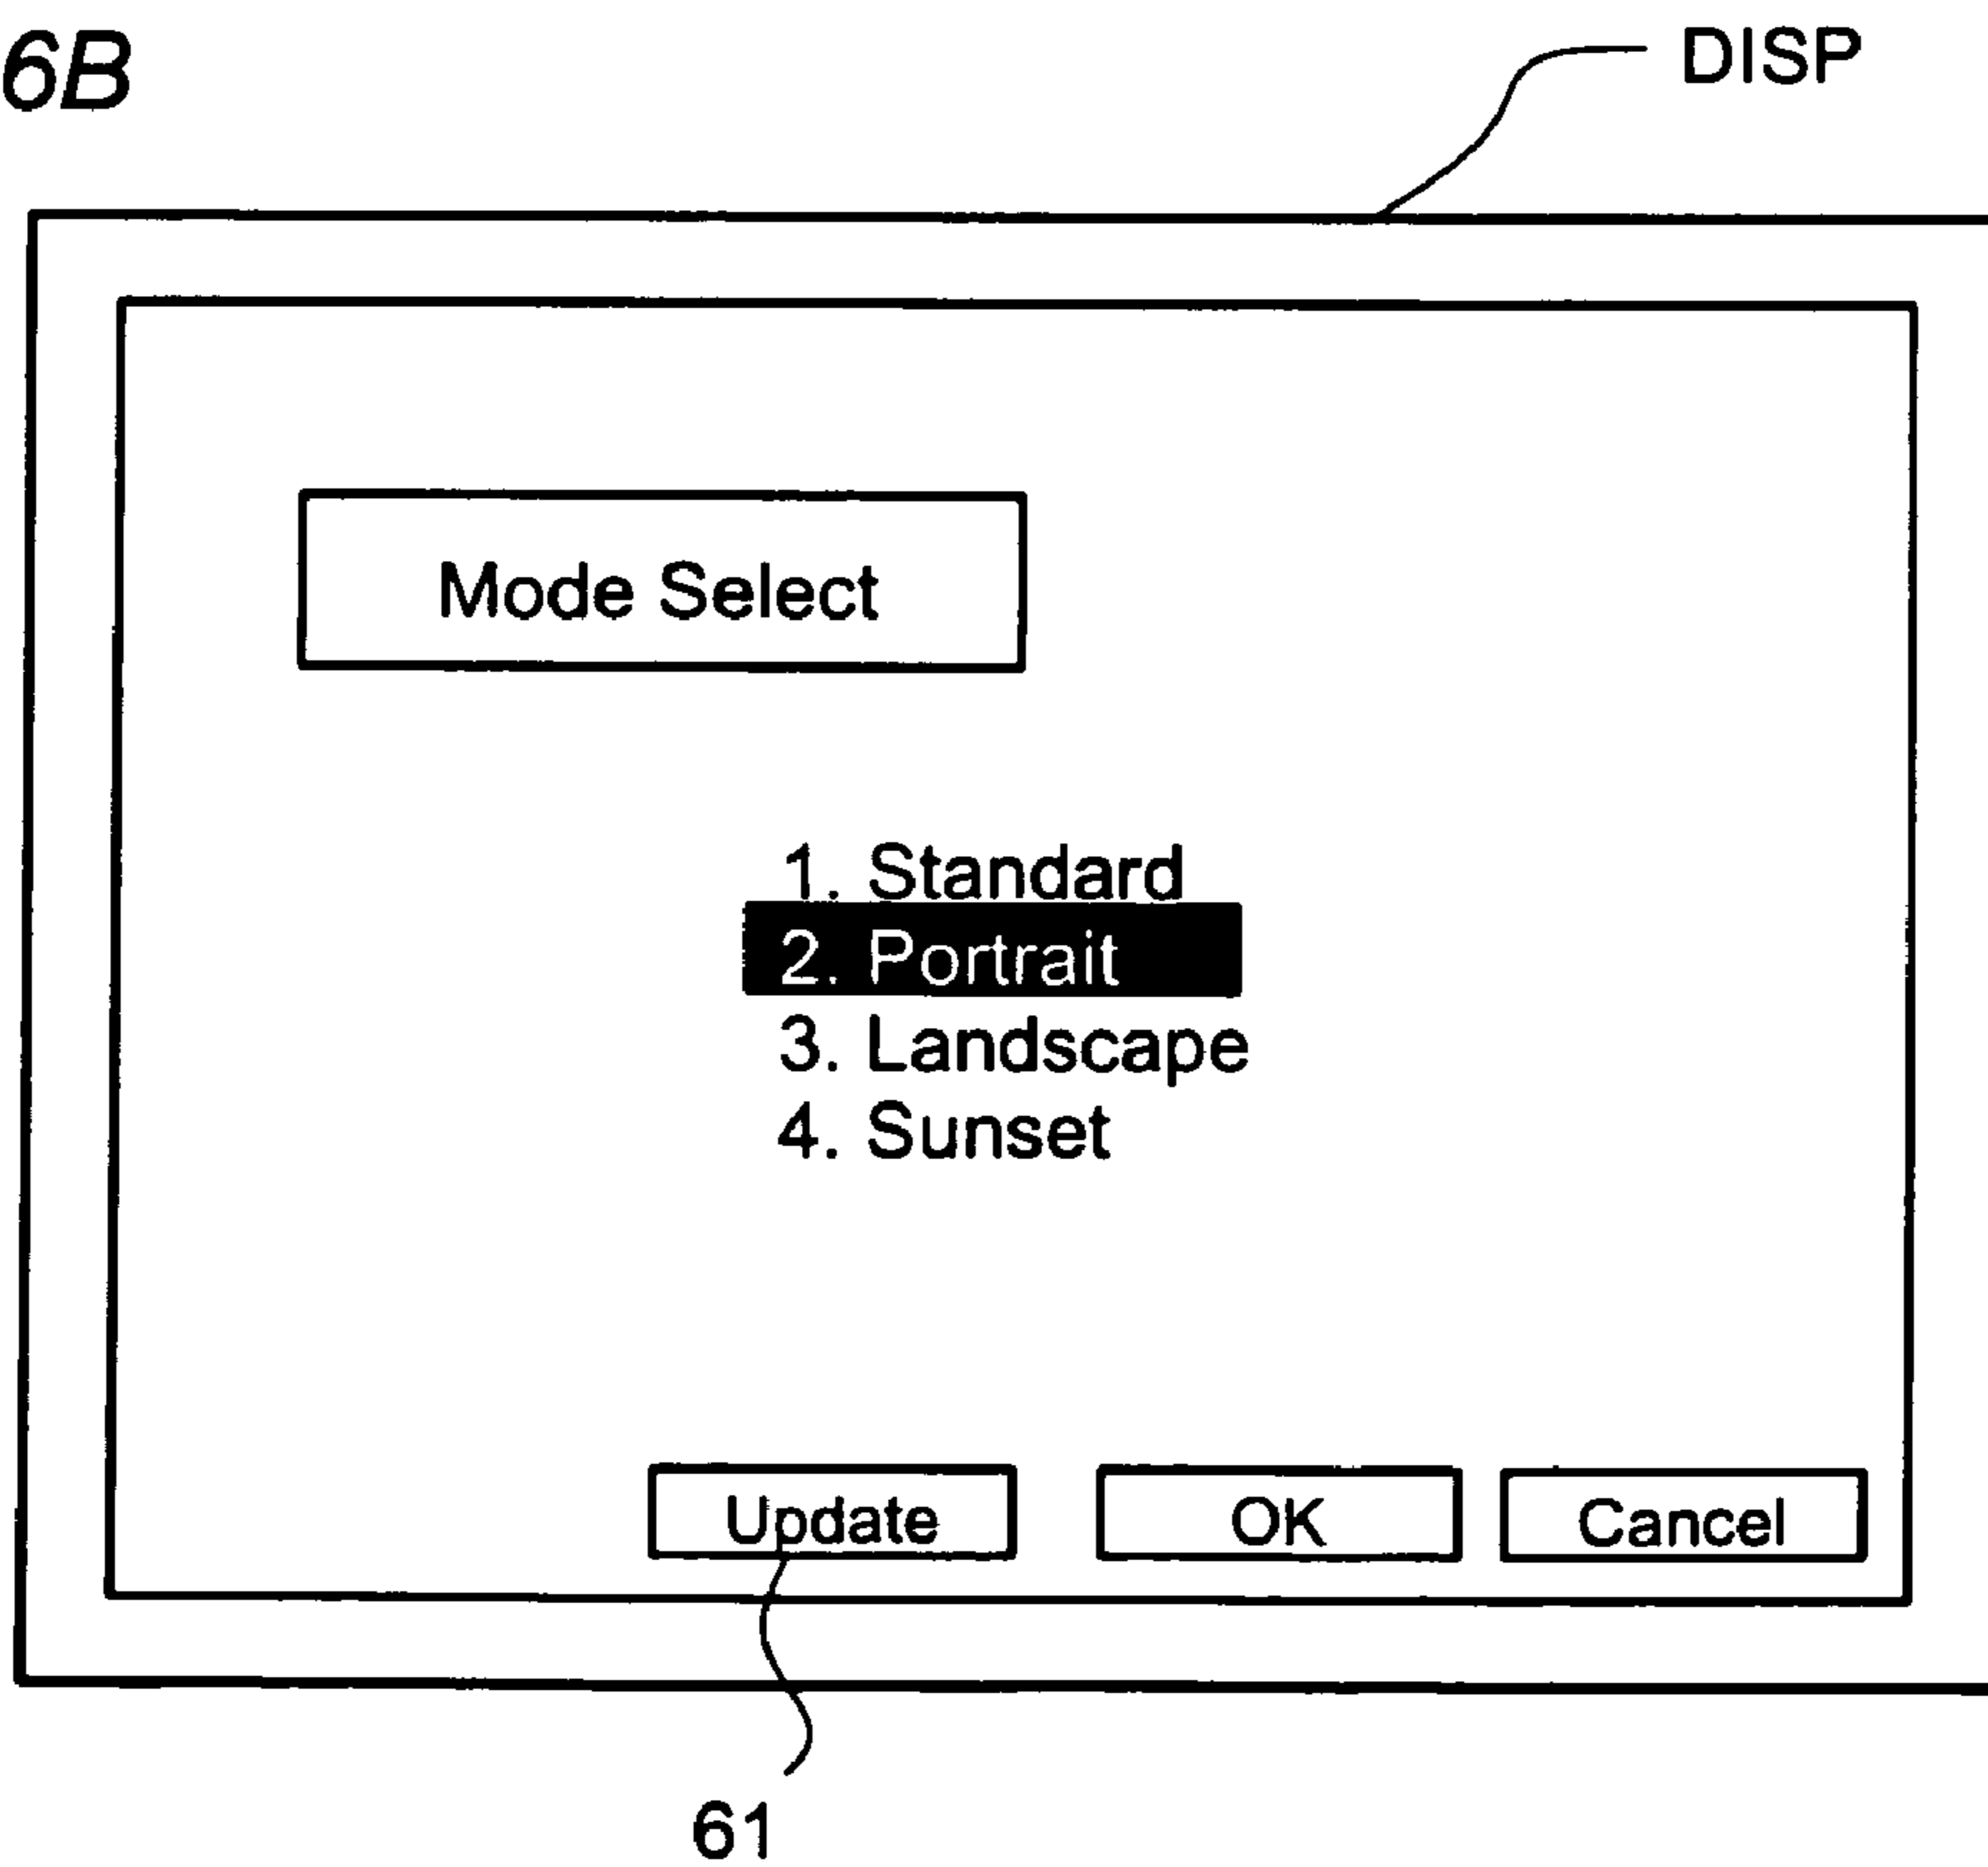 6B
DISP
Mode Select
1. Standard
2. Portrait
3. Landscape
4. Sunset
Update OK Cancel
61